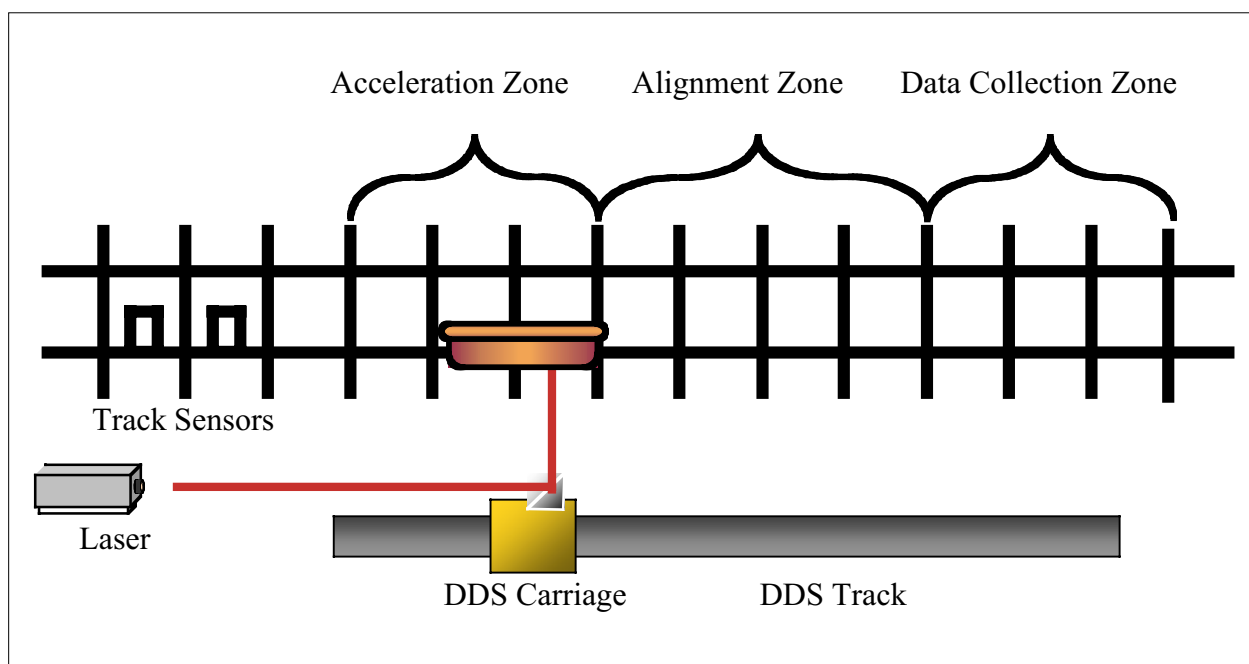 Acceleration Zone
Alignment Zone
Data Collection Zone
Track Sensors
Laser
DDS Carriage
DDS Track